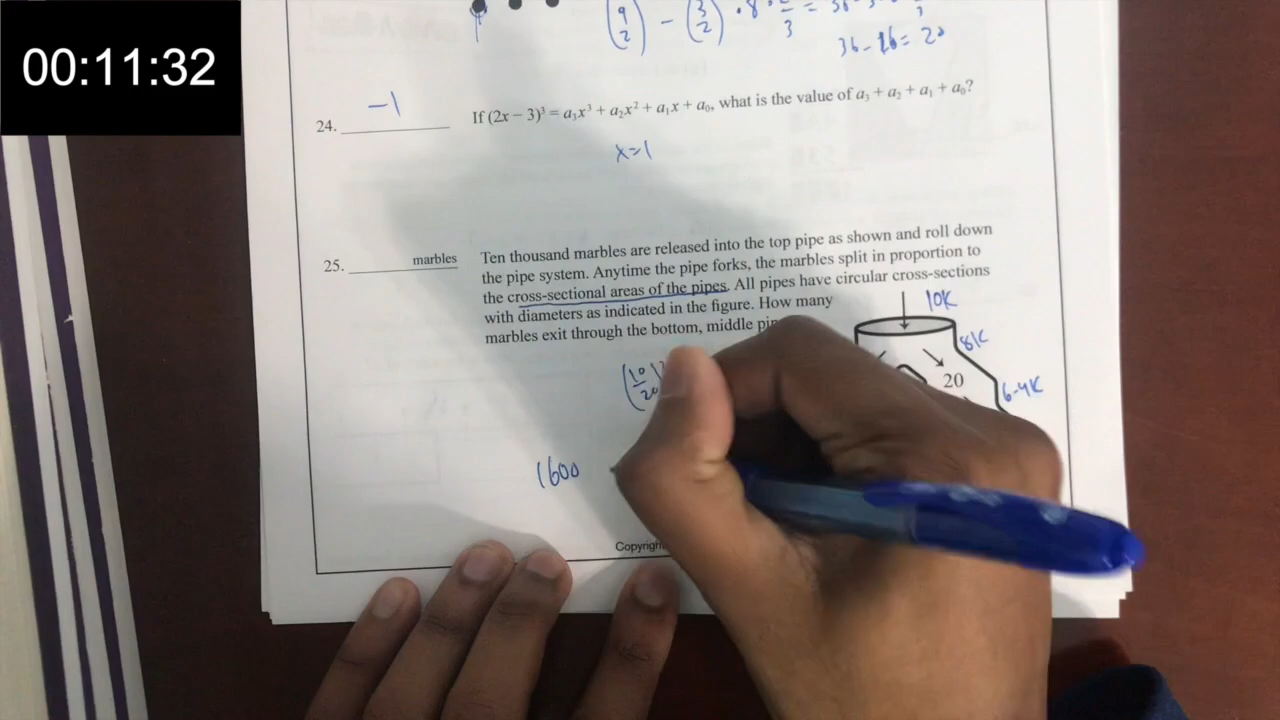 00:11:32
(9 2) - (3 2) · 8 ·
3
36-16= 20
-1
24. If (2x – 3)³ = a₃x³ + a₂x² + a₁x + a₀, what is the value of a₃ + a₂ + a₁ + a₀?
x=1
25. marbles Ten thousand marbles are released into the top pipe as shown and roll down
the pipe system. Anytime the pipe forks, the marbles split in proportion to
the cross-sectional areas of the pipes. All pipes have circular cross-sections
with diameters as indicated in the figure. How many
marbles exit through the bottom, middle
10K
8K
20
6-4K
10
20
1600